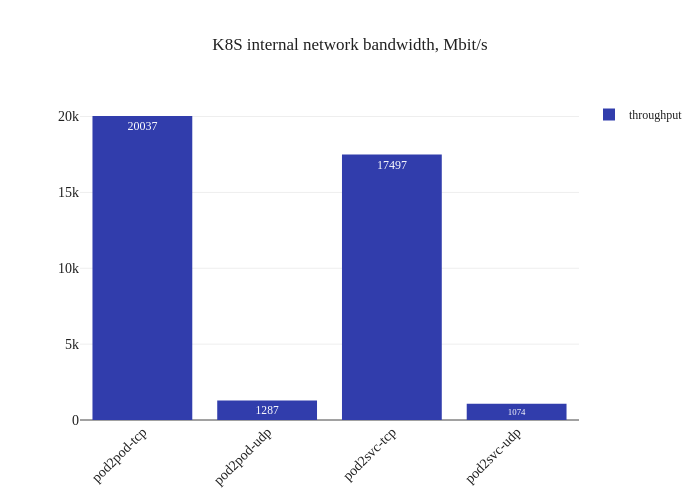 K8S internal network bandwidth, Mbit/s
throughput
20k
15k
10k
5k
0
20037
1287
17497
1074
pod2pod-tcp
pod2pod-udp
pod2svc-tcp
pod2svc-udp